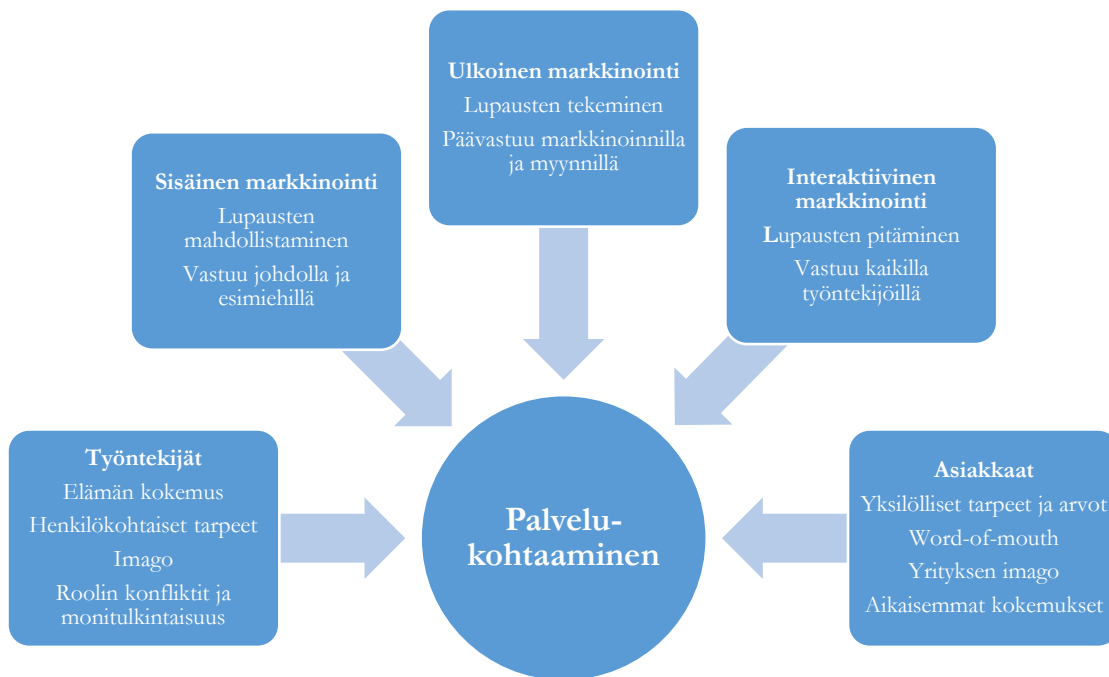 Ulkoinen markkinointi
Lupausten tekeminen
Päävastuu markkinoinnilla
ja myynnillä
Sisäinen markkinointi
Lupausten
mahdollistaminen
Vastuu johdolla ja
esimiehillä
Interaktiivinen
markkinointi
Lupausten pitäminen
Vastuu kaikilla
työntekijöillä
Työntekijät
Elämän kokemus
Henkilökohtaiset tarpeet
Imago
Roolin konfliktit ja
monitulkintaisuus
Palvelu-
kohtaaminen
Asiakkaat
Yksilölliset tarpeet ja arvot
Word-of-mouth
Yrityksen imago
Aikaisemmat kokemukset